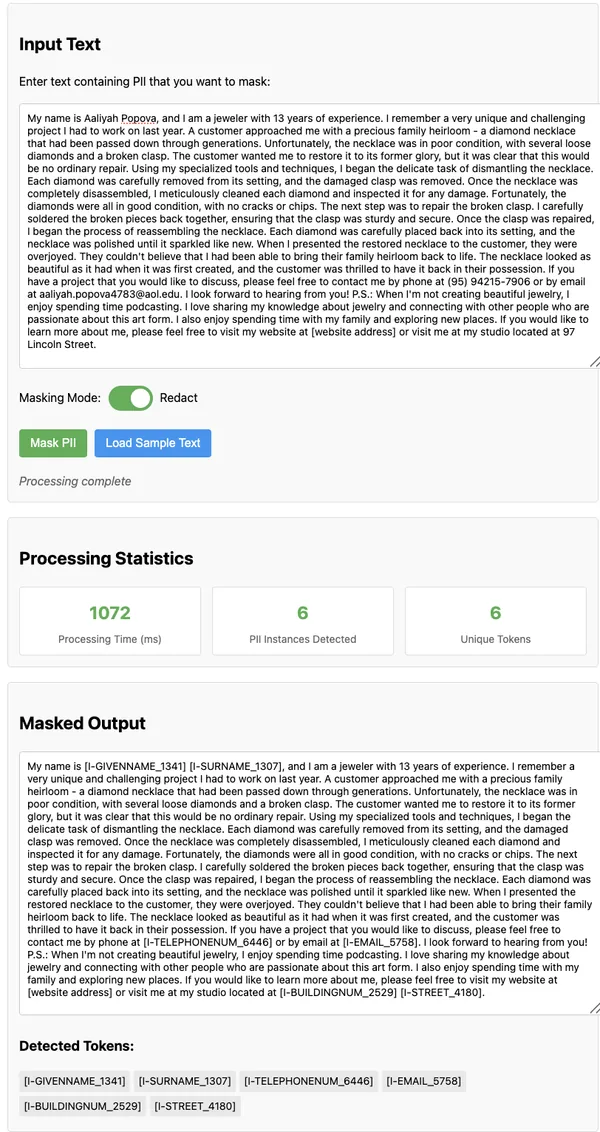 Input Text
Enter text containing PII that you want to mask:
My name is Aaliyah Popova, and I am a jeweler with 13 years of experience. I remember a very unique and challenging
project I had to work on last year. A customer approached me with a precious family heirloom - a diamond necklace
that had been passed down through generations. Unfortunately, the necklace was in poor condition, with several loose
diamonds and a broken clasp. The customer wanted me to restore it to its former glory, but it was clear that this would
be no ordinary repair. Using my specialized tools and techniques, I began the delicate task of dismantling the necklace.
Each diamond was carefully removed from its setting, and the damaged clasp was removed. Once the necklace was
completely disassembled, I meticulously cleaned each diamond and inspected it for any damage. Fortunately, the
diamonds were all in good condition, with no cracks or chips. The next step was to repair the broken clasp. I carefully
soldered the broken pieces back together, ensuring that the clasp was sturdy and secure. Once the clasp was repaired,
I began the process of reassembling the necklace. Each diamond was carefully placed back into its setting, and the
necklace was polished until it sparkled like new. When I presented the restored necklace to the customer, they were
overjoyed. They couldn't believe that I had been able to bring their family heirloom back to life. The necklace looked as
beautiful as it had when it was first created, and the customer was thrilled to have it back in their possession. If you
have a project that you would like to discuss, please feel free to contact me by phone at (95) 94215-7906 or by email
at aaliyah.popova4783@aol.edu. I look forward to hearing from you! P.S.: When I'm not creating beautiful jewelry, I
enjoy spending time podcasting. I love sharing my knowledge about jewelry and connecting with other people who are
passionate about this art form. I also enjoy spending time with my family and exploring new places. If you would like to
learn more about me, please feel free to visit my website at [website address] or visit me at my studio located at 97
Lincoln Street.
Masking Mode: Redact
Mask PII Load Sample Text
Processing complete
Processing Statistics
1072 6 6
Processing Time (ms) PII Instances Detected Unique Tokens
Masked Output
My name is [I-GIVENNAME_1341] [I-SURNAME_1307], and I am a jeweler with 13 years of experience. I remember a
very unique and challenging project I had to work on last year. A customer approached me with a precious family
heirloom - a diamond necklace that had been passed down through generations. Unfortunately, the necklace was in
poor condition, with several loose diamonds and a broken clasp. The customer wanted me to restore it to its former
glory, but it was clear that this would be no ordinary repair. Using my specialized tools and techniques, I began the
delicate task of dismantling the necklace. Each diamond was carefully removed from its setting, and the damaged
clasp was removed. Once the necklace was completely disassembled, I meticulously cleaned each diamond and
inspected it for any damage. Fortunately, the diamonds were all in good condition, with no cracks or chips. The next
step was to repair the broken clasp. I carefully soldered the broken pieces back together, ensuring that the clasp was
sturdy and secure. Once the clasp was repaired, I began the process of reassembling the necklace. Each diamond was
carefully placed back into its setting, and the necklace was polished until it sparkled like new. When I presented the
restored necklace to the customer, they were overjoyed. They couldn't believe that I had been able to bring their family
heirloom back to life. The necklace looked as beautiful as it had when it was first created, and the customer was
thrilled to have it back in their possession. If you have a project that you would like to discuss, please feel free to
contact me by phone at [I-TELEPHONENUM_6446] or by email at [I-EMAIL_5758]. I look forward to hearing from you!
P.S.: When I'm not creating beautiful jewelry, I enjoy spending time podcasting. I love sharing my knowledge about
jewelry and connecting with other people who are passionate about this art form. I also enjoy spending time with my
family and exploring new places. If you would like to learn more about me, please feel free to visit my website at
[website address] or visit me at my studio located at [I-BUILDINGNUM_2529] [I-STREET_4180].
Detected Tokens:
[I-GIVENNAME_1341] [I-SURNAME_1307] [I-TELEPHONENUM_6446] [I-EMAIL_5758]
[I-BUILDINGNUM_2529] [I-STREET_4180]